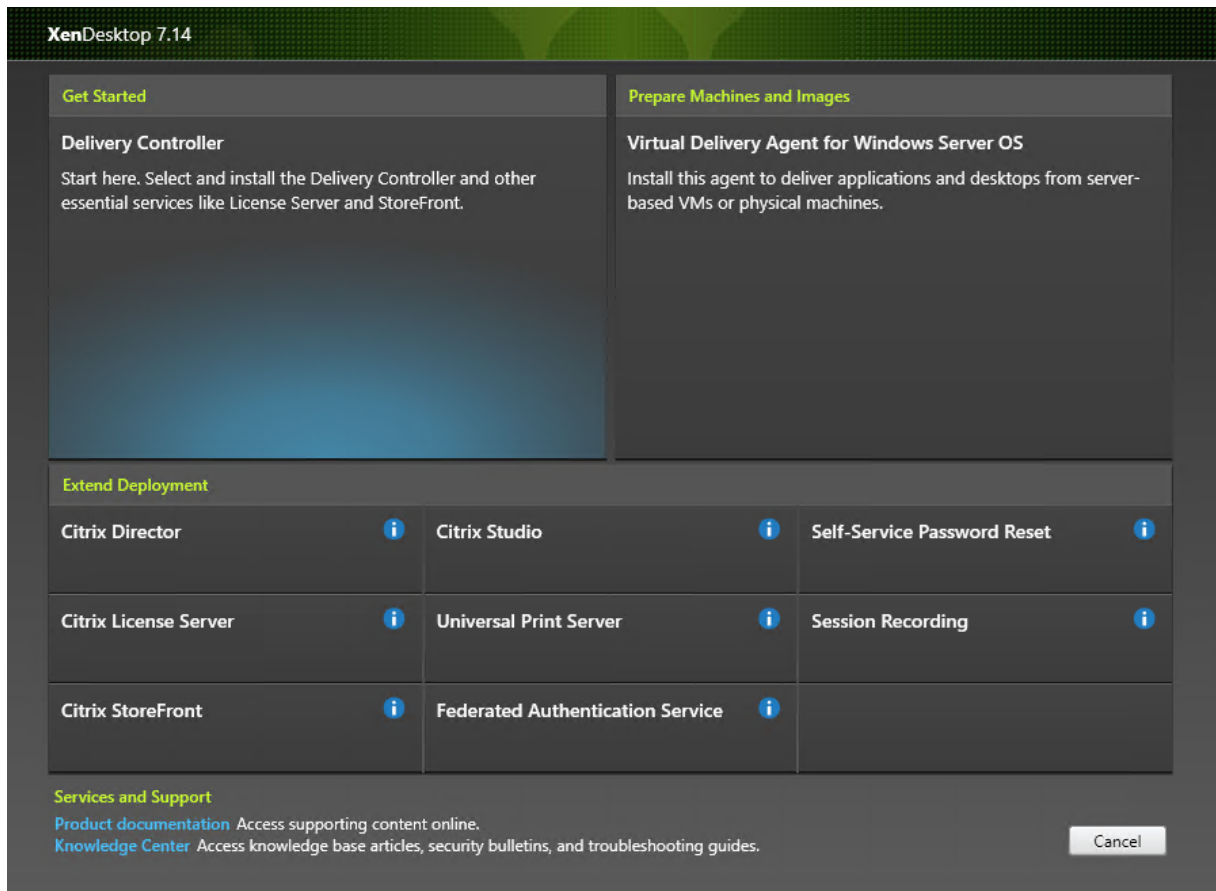 XenDesktop 7.14
Get Started
Delivery Controller
Start here. Select and install the Delivery Controller and other
essential services like License Server and StoreFront.
Prepare Machines and Images
Virtual Delivery Agent for Windows Server OS
Install this agent to deliver applications and desktops from server-
based VMs or physical machines.
Extend Deployment
Citrix Director
Citrix Studio
Self-Service Password Reset
Citrix License Server
Universal Print Server
Session Recording
Citrix StoreFront
Federated Authentication Service
Services and Support
Product documentation Access supporting content online.
Knowledge Center Access knowledge base articles, security bulletins, and troubleshooting guides.
Cancel